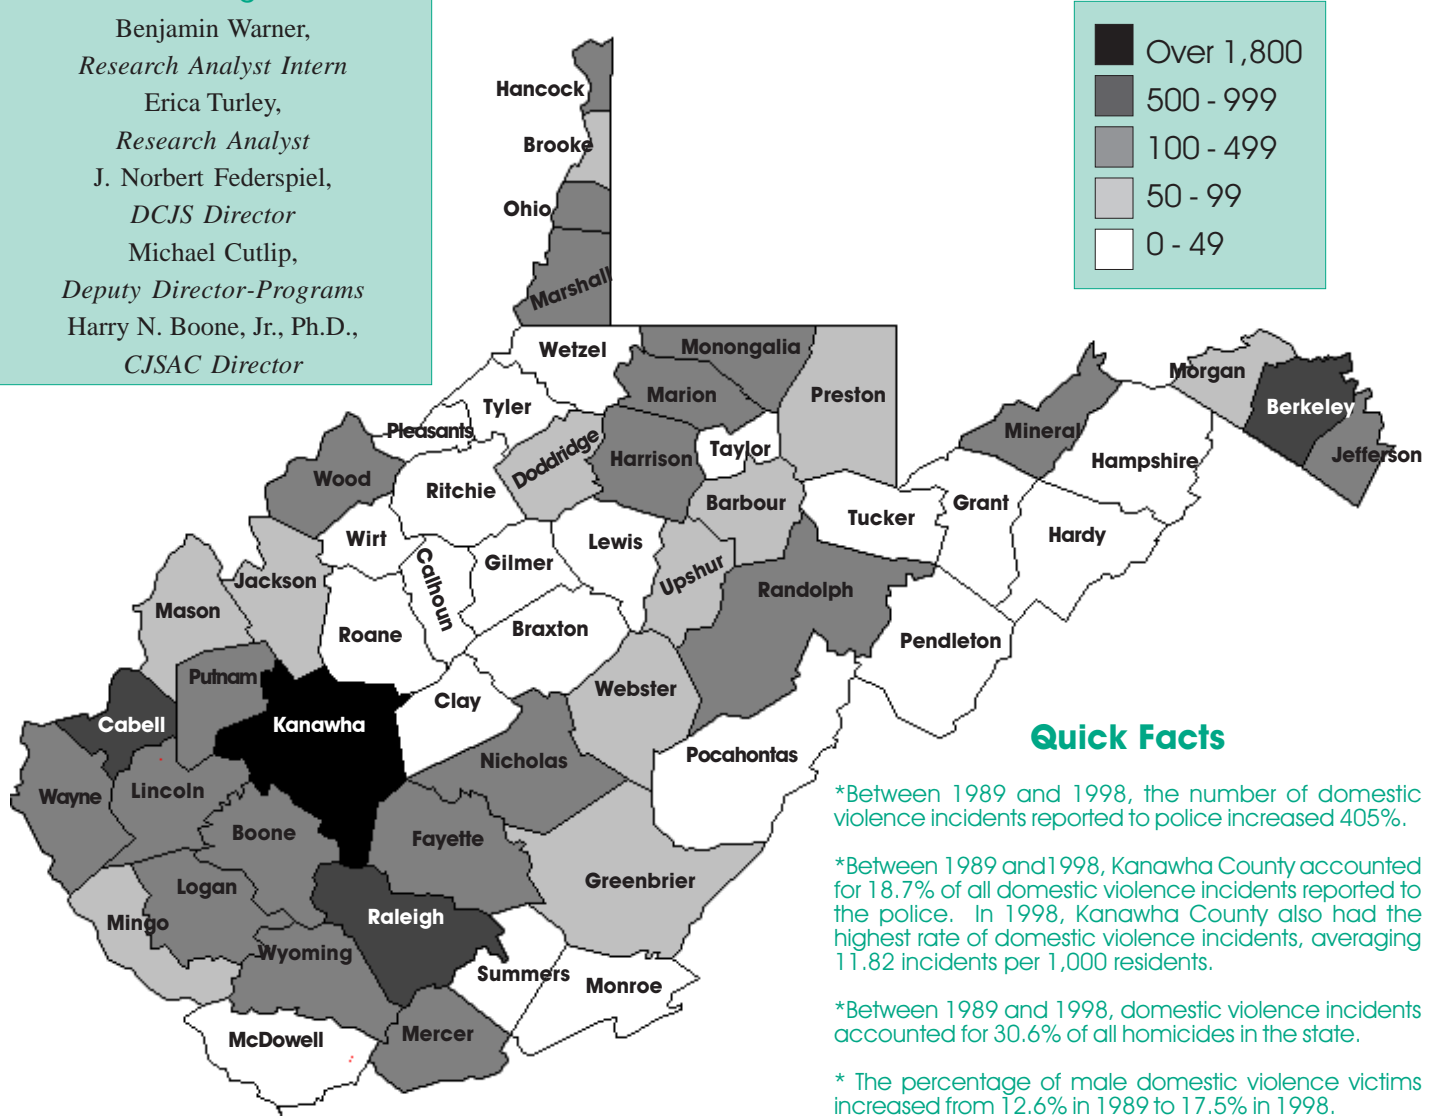 Benjamin Warner,
Research Analyst Intern
Erica Turley,
Research Analyst
J. Norbert Federspiel,
DCJS Director
Michael Cutlip,
Deputy Director-Programs
Harry N. Boone, Jr., Ph.D.,
CJSAC Director
Over 1,800
500 - 999
100 - 499
50 - 99
0 - 49
Hancock
Brooke
Ohio
Marshall
Wetzel
Monongalia
Marion
Preston
Morgan
Berkeley
Jefferson
Tyler
Pleasants
Doddridge
Harrison
Taylor
Mineral
Hampshire
Wood
Ritchie
Barbour
Tucker
Grant
Hardy
Wirt
Calhoun
Gilmer
Lewis
Upshur
Randolph
Jackson
Mason
Roane
Braxton
Pendleton
Putnam
Clay
Webster
Cabell
Kanawha
Nicholas
Pocahontas
Wayne
Lincoln
Boone
Fayette
Greenbrier
Logan
Mingo
Raleigh
Wyoming
Summers
Monroe
McDowell
Mercer
Quick Facts
*Between 1989 and 1998, the number of domestic
violence incidents reported to police increased 405%.
*Between 1989 and1998, Kanawha County accounted
for 18.7% of all domestic violence incidents reported to
the police. In 1998, Kanawha County also had the
highest rate of domestic violence incidents, averaging
11.82 incidents per 1,000 residents.
*Between 1989 and 1998, domestic violence incidents
accounted for 30.6% of all homicides in the state.
* The percentage of male domestic violence victims
increased from 12.6% in 1989 to 17.5% in 1998.